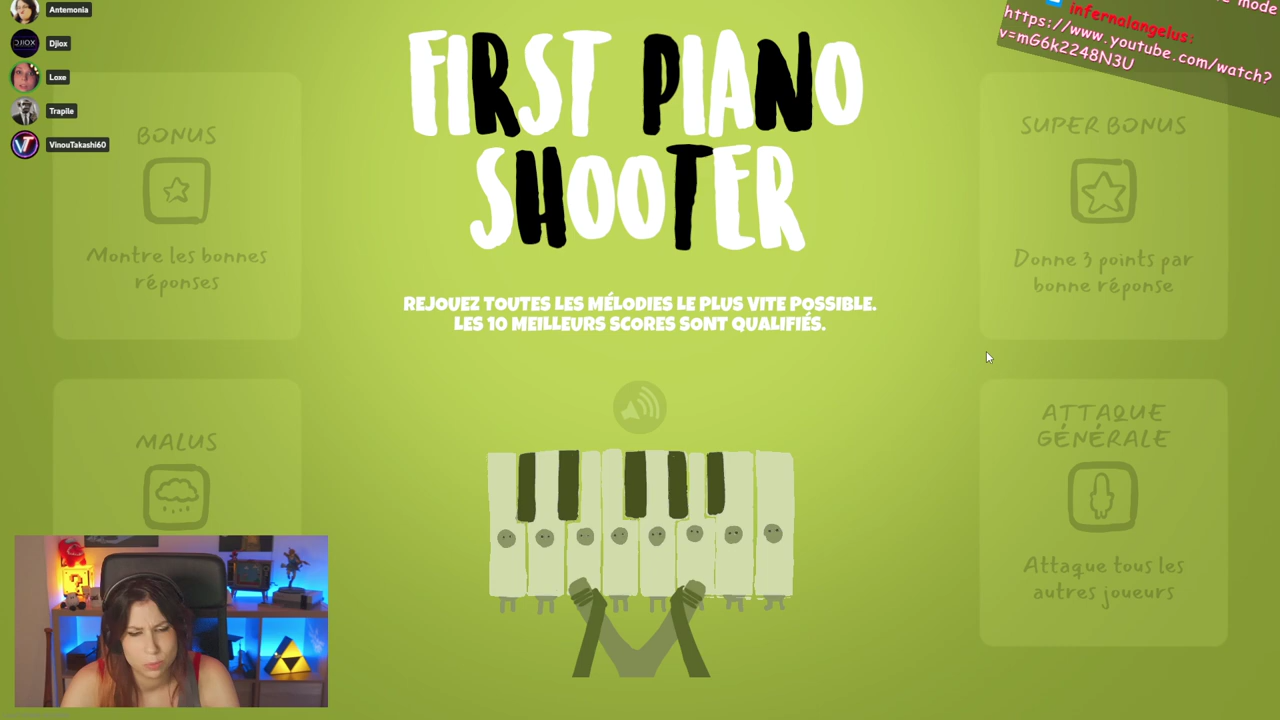 Antemonia
Djiox
Loxe
Trapile
VinouTakashi60
mode
infernalangelus:
https://www.youtube.com/watch?
v=mG6k2248N3U
FIRST PIANO
SHOOTER
REJOUEZ TOUTES LES MÉLODIES LE PLUS VITE POSSIBLE.
LES 10 MEILLEURS SCORES SONT QUALIFIÉS.
BONUS
Montre les bonnes
réponses
SUPER BONUS
Donne 3 points par
bonne réponse
MALUS
ATTAQUE
GÉNÉRALE
Attaque tous les
autres joueurs